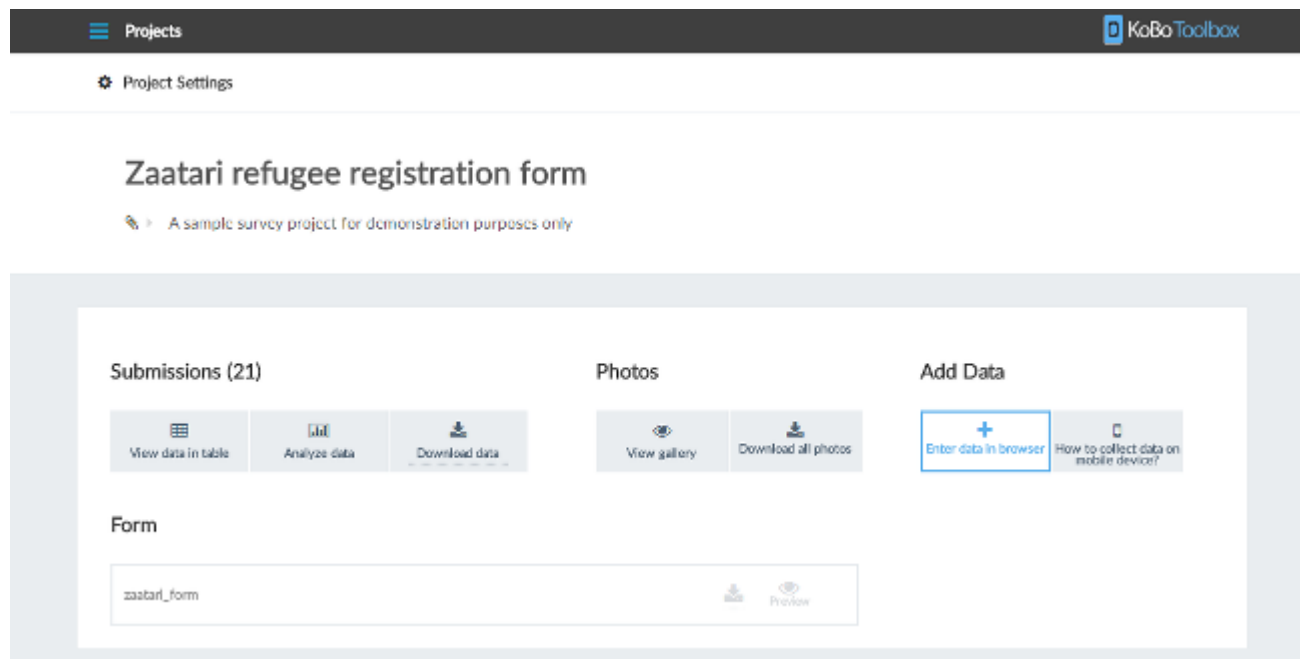 Projects
KoBoToolbox
Project Settings
Zaatari refugee registration form
A sample survey project for demonstration purposes only
Submissions (21)
Photos
Add Data
View data in table
Analyze data
Download data
View gallery
Download all photos
Enter data in browser
How to collect data on
mobile device?
Form
zaatari_form
Preview